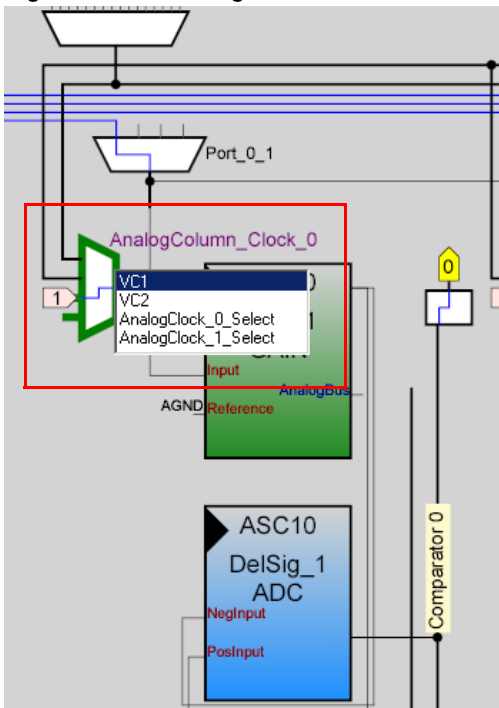 Port_0_1
AnalogColumn_Clock_0
0
1
VC1
VC2
AnalogClock_0_Select
AnalogClock_1_Select
Input
AnalogBus
AGND
Reference
Comparator 0
ASC10
DelSig_1
ADC
NegInput
PosInput